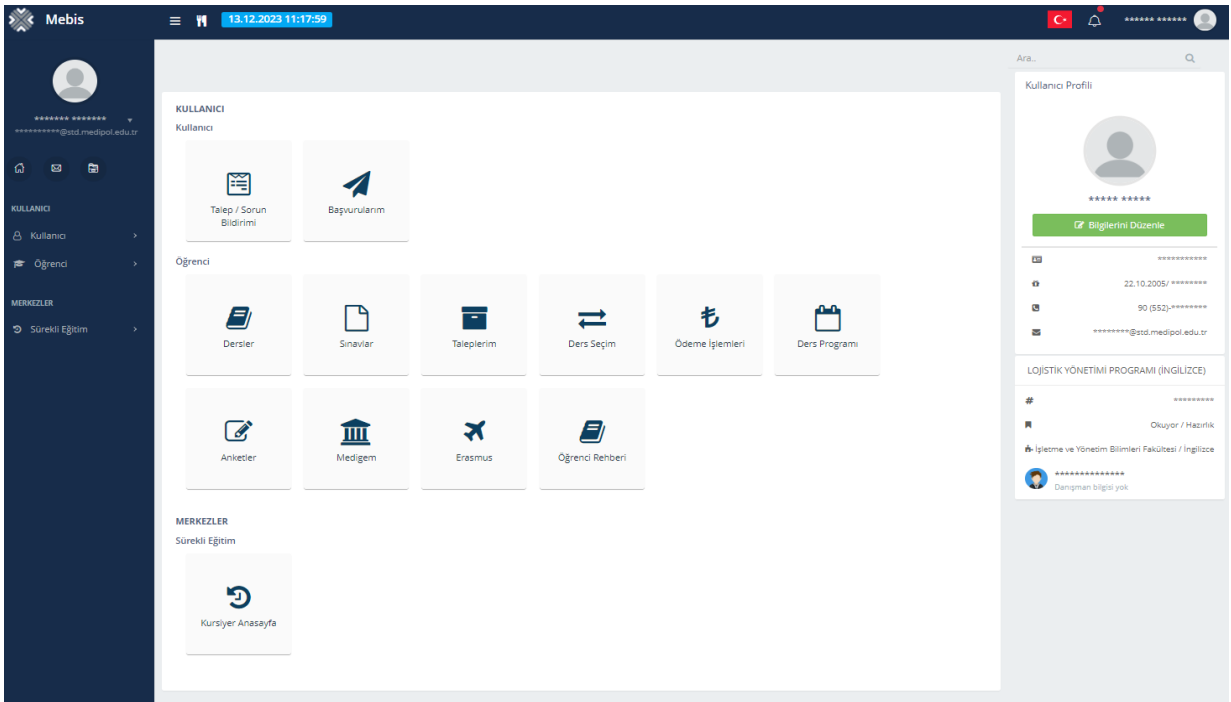 Mebis
13.12.2023 11:17:59
****** ******
******* *******
**********@std.medipol.edu.tr
KULLANICI
Kullanıcı
Öğrenci
MERKEZLER
Sürekli Eğitim
KULLANICI
Kullanıcı
Talep / Sorun
Bildirimi
Başvurularım
Öğrenci
Dersler
Sınavlar
Taleplerim
Ders Seçim
Ödeme İşlemleri
Ders Programı
Anketler
Medigem
Erasmus
Öğrenci Rehberi
MERKEZLER
Sürekli Eğitim
Kursiyer Anasayfa
Ara..
Kullanıcı Profili
***** *****
Bilgilerini Düzenle
***********
22.10.2005/ ********
90 (552)-********
********@std.medipol.edu.tr
LOJİSTİK YÖNETİMİ PROGRAMI (İNGİLİZCE)
# *********
Okuyor / Hazırlık
İşletme ve Yönetim Bilimleri Fakültesi / İngilizce
**************
Danışman bilgisi yok